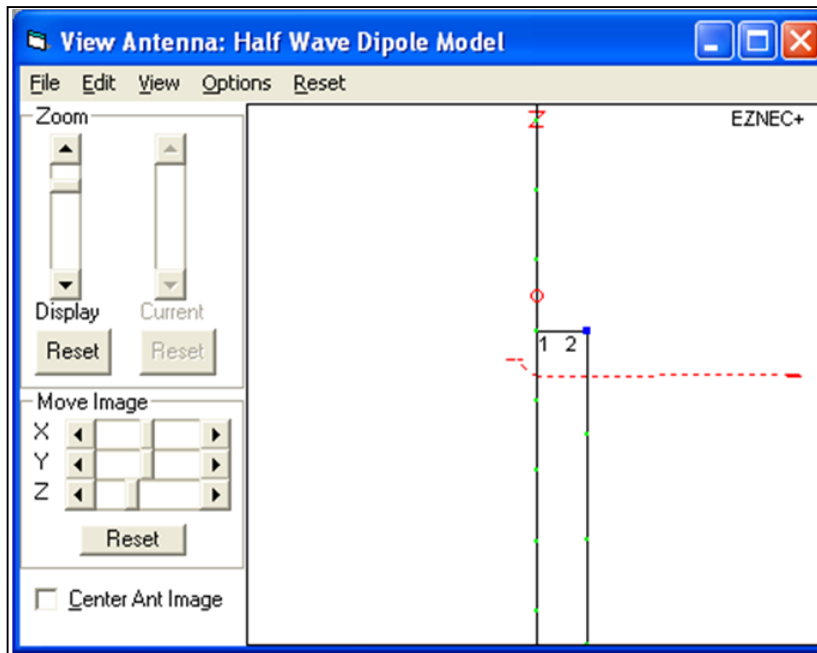 View Antenna: Half Wave Dipole Model
File Edit View Options Reset
Zoom
Display Current
Reset Reset
Move Image
X
Y
Z
Reset
Center Ant Image
Z
EZNEC+
1 2